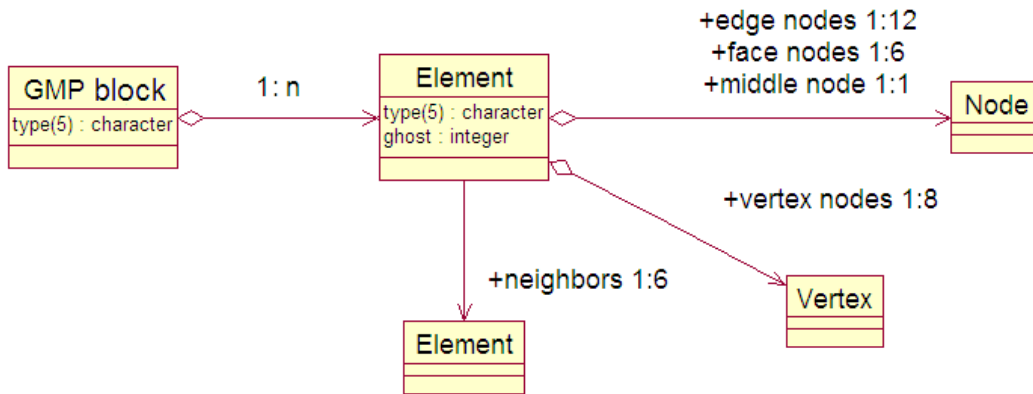 GMP block
type(5) : character
1: n
Element
type(5) : character
ghost : integer
+edge nodes 1:12
+face nodes 1:6
+middle node 1:1
Node
+vertex nodes 1:8
Vertex
+neighbors 1:6
Element